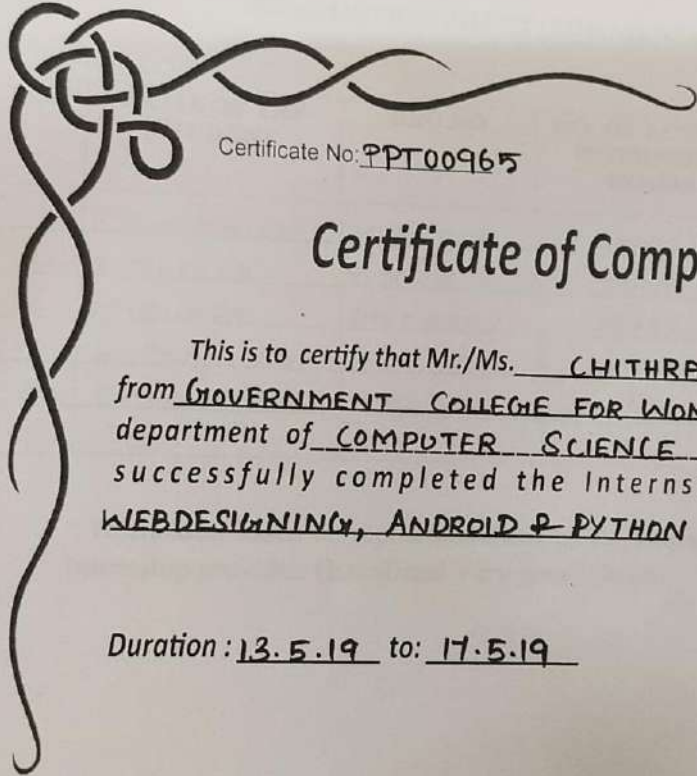 Certificate No: PPT00965
Certificate of Comp
This is to certify that Mr./Ms. CHITHRE
from GOVERNMENT COLLEGE FOR WOM
department of COMPUTER SCIENCE
successfully completed the Interns
WEBDESIGNING, ANDROID & PYTHON
Duration : 13.5.19 to: 17.5.19